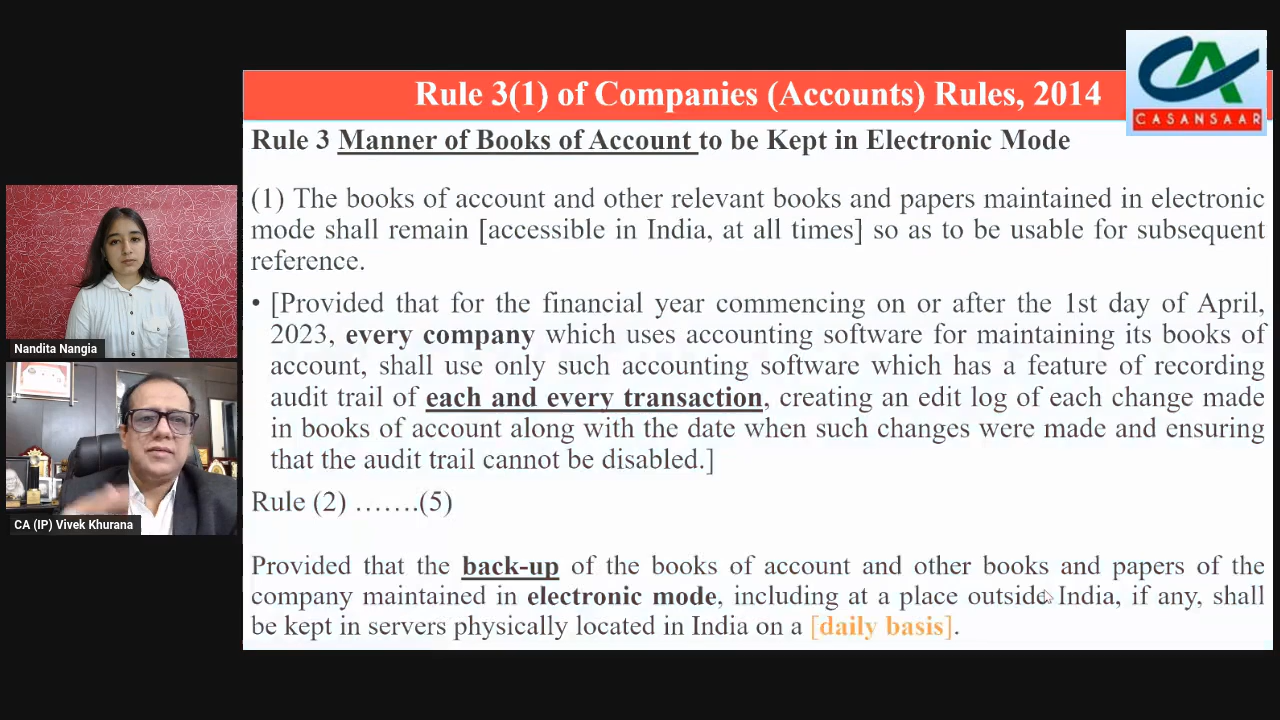 Rule 3(1) of Companies (Accounts) Rules, 2014
CASANSAAR
Rule 3 Manner of Books of Account to be Kept in Electronic Mode
(1) The books of account and other relevant books and papers maintained in electronic
mode shall remain [accessible in India, at all times] so as to be usable for subsequent
reference.
• [Provided that for the financial year commencing on or after the 1st day of April,
2023, every company which uses accounting software for maintaining its books of
account, shall use only such accounting software which has a feature of recording
audit trail of each and every transaction, creating an edit log of each change made
in books of account along with the date when such changes were made and ensuring
that the audit trail cannot be disabled.]
Rule (2) …….(5)
Provided that the back-up of the books of account and other books and papers of the
company maintained in electronic mode, including at a place outside India, if any, shall
be kept in servers physically located in India on a [daily basis].
Nandita Nangia
CA (IP) Vivek Khurana